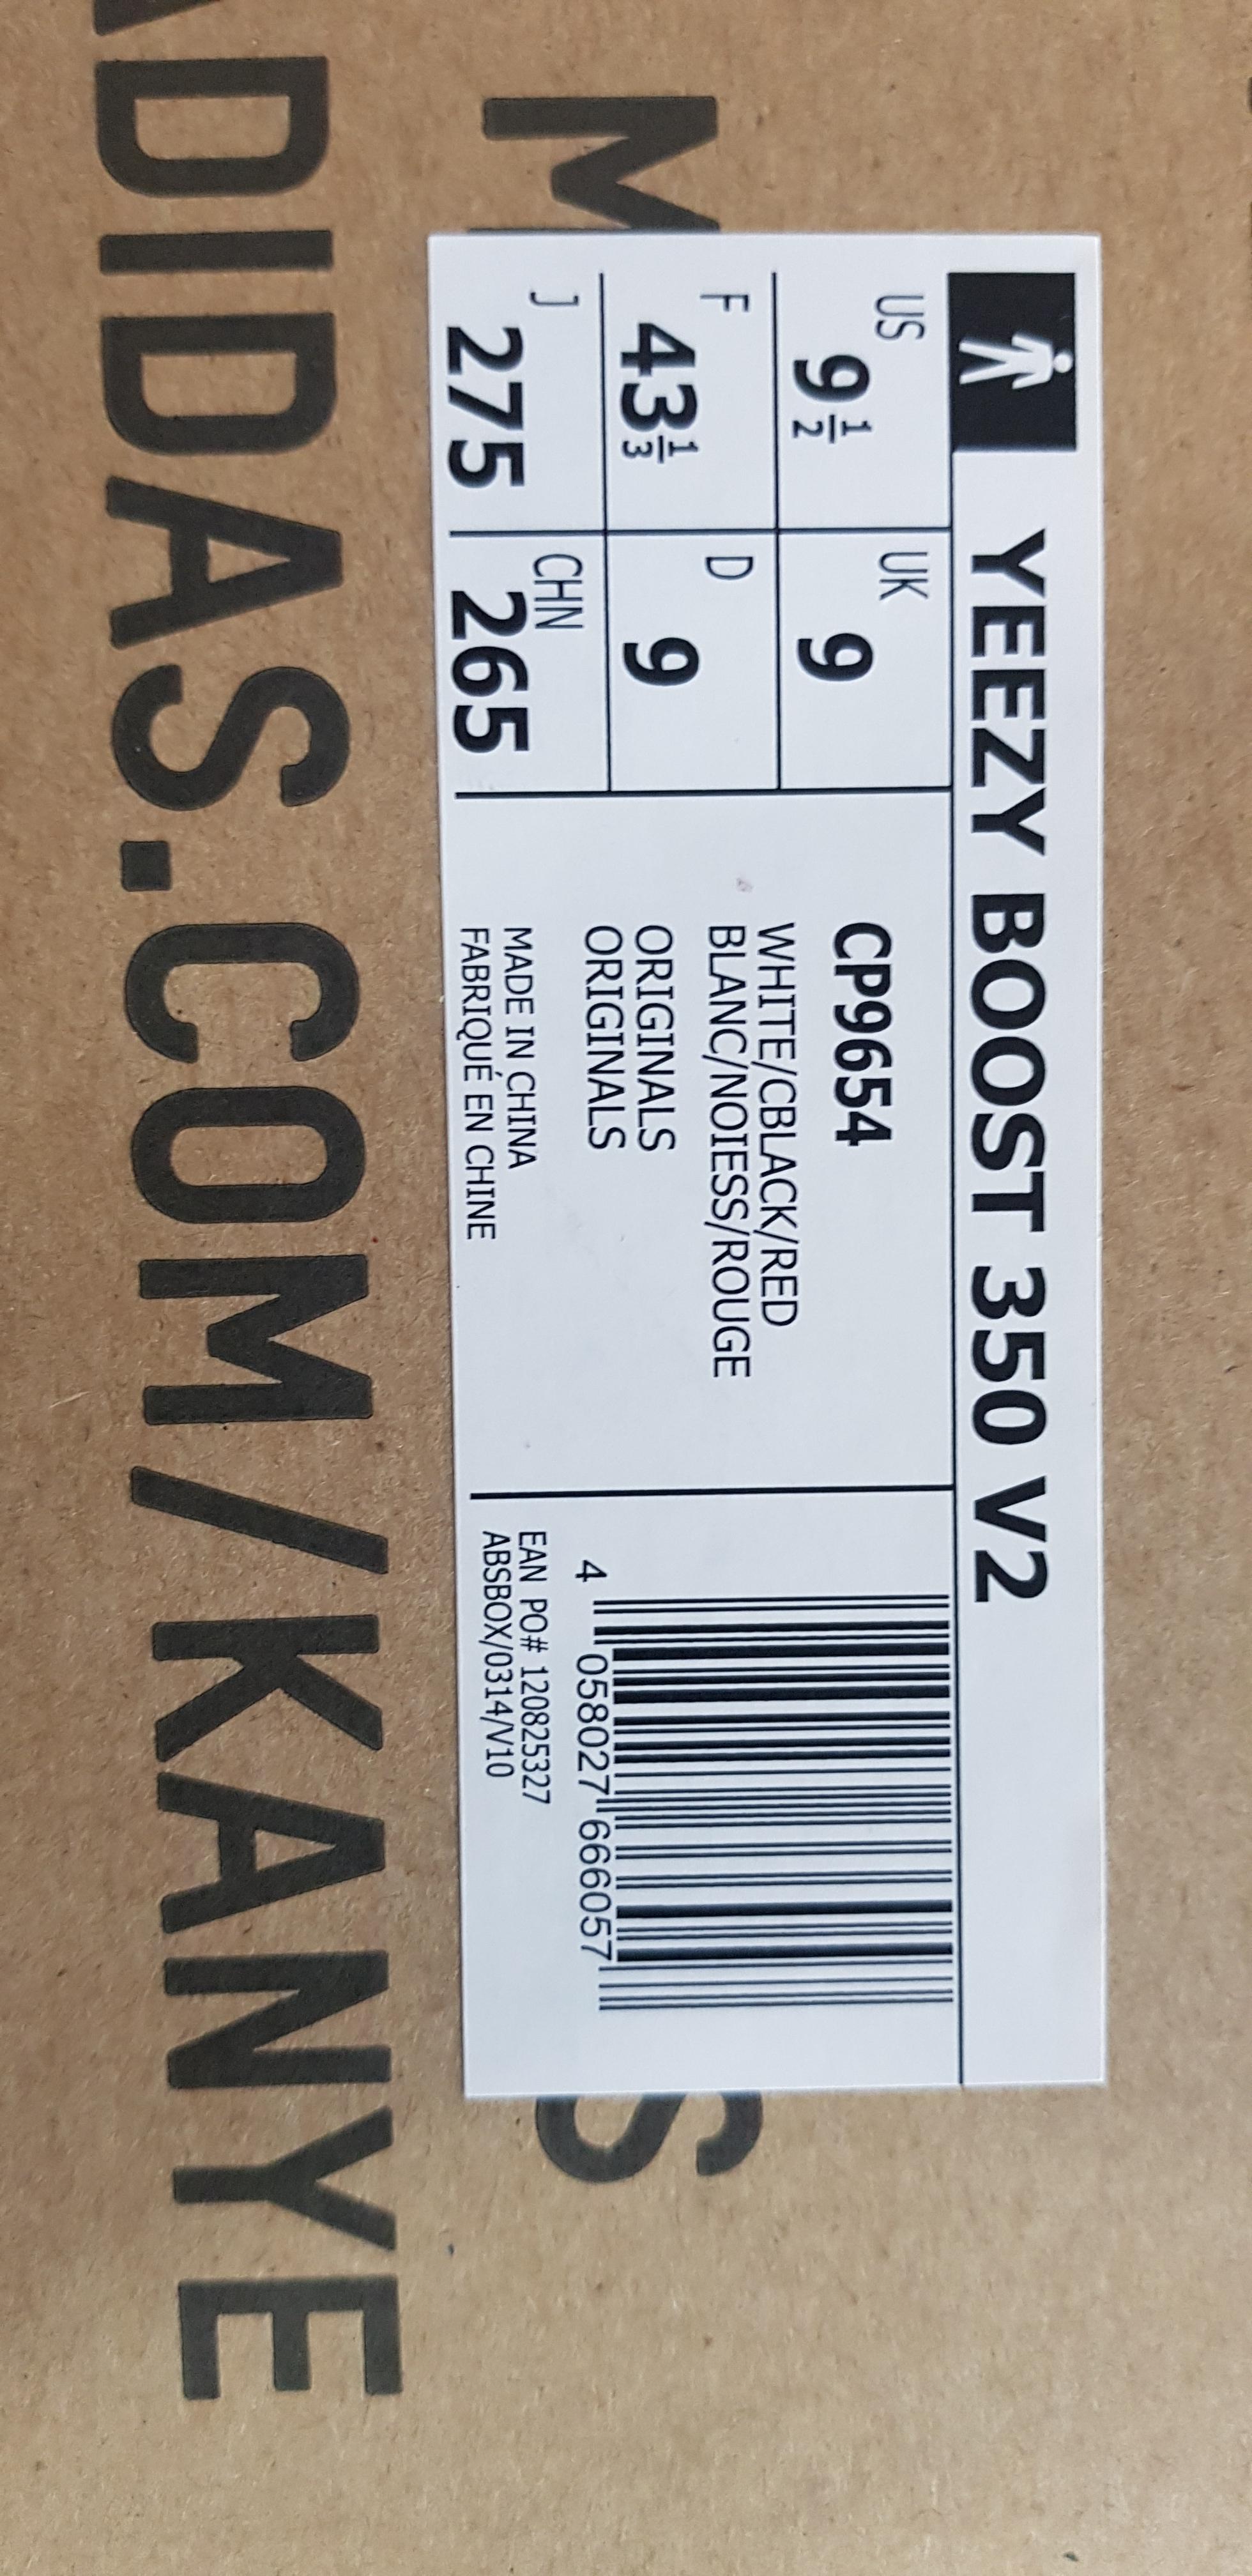 YEEZY BOOST 350 V2
US 9 1/2
UK 9
F 43 1/3
D 9
J 275
CHN 265
CP9654
WHITE/CBLACK/RED
BLANC/NOIESS/ROUGE
ORIGINALS
ORIGINALS
MADE IN CHINA
FABRIQUÉ EN CHINE
4 058027 666057
EAN PO# 120825327
ABSBOX/0314/V10
M S
ADIDAS.COM/KANYE